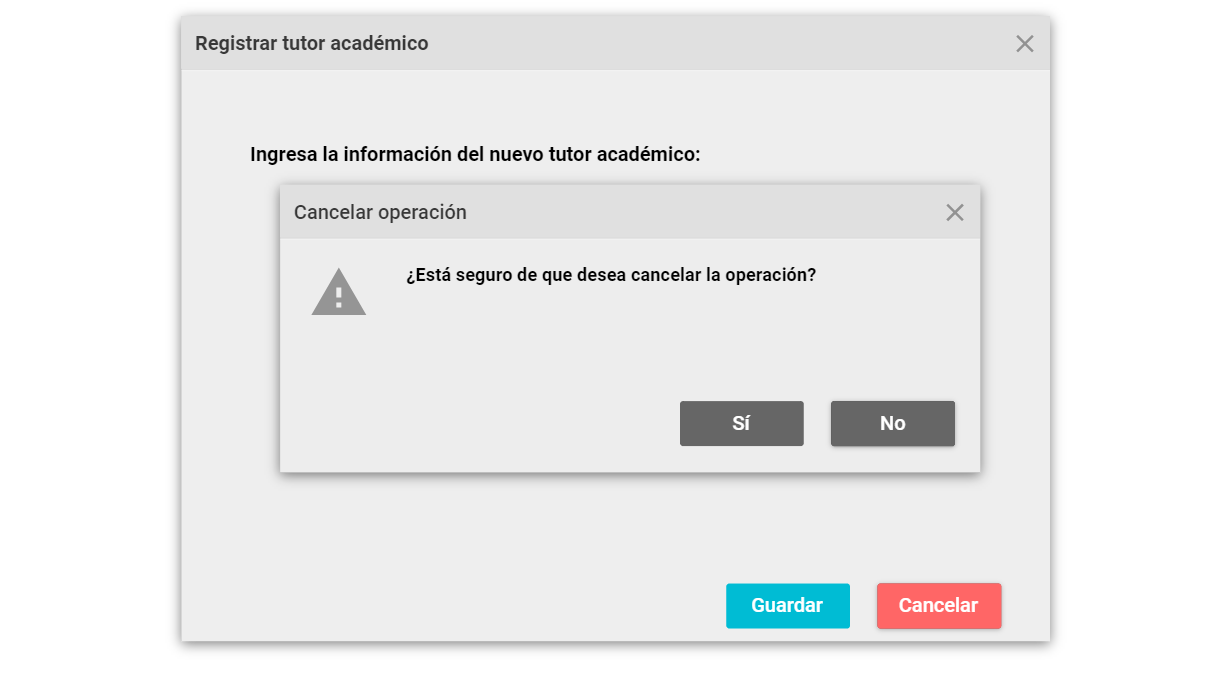 Registrar tutor académico
Ingresa la información del nuevo tutor académico:
Cancelar operación
¿Está seguro de que desea cancelar la operación?
Sí No
Guardar Cancelar